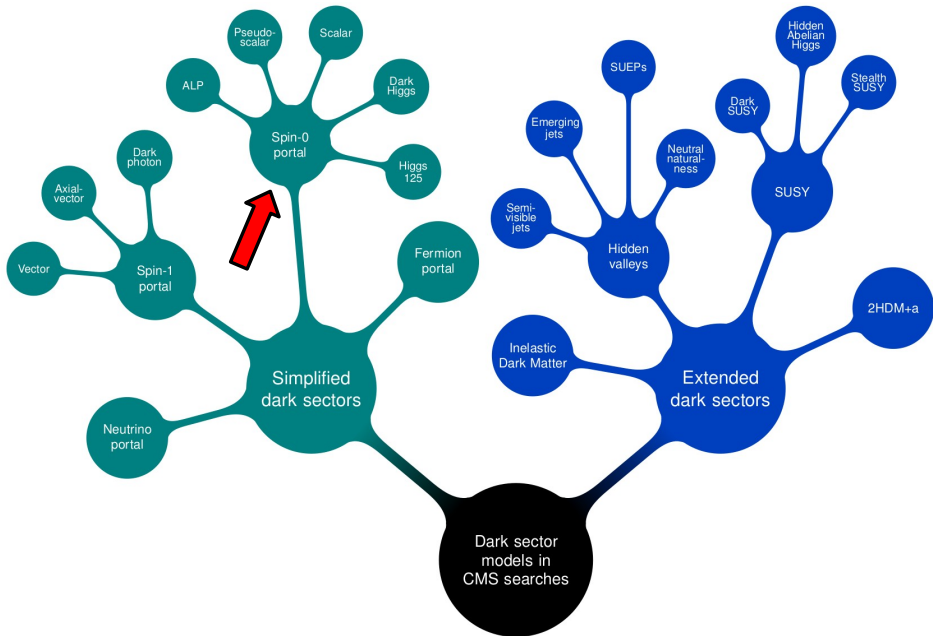 Pseudo-
scalar
Scalar
ALP
Dark
Higgs
Spin-0
portal
Higgs
125
Dark
photon
Axial-
vector
Vector
Spin-1
portal
Fermion
portal
Simplified
dark sectors
Neutrino
portal
Hidden
Abelian
Higgs
SUEPs
Stealth
SUSY
Dark
SUSY
Emerging
jets
Neutral
natural-
ness
SUSY
Semi-
visible
jets
Hidden
valleys
2HDM+a
Inelastic
Dark Matter
Extended
dark sectors
Dark sector
models in
CMS searches